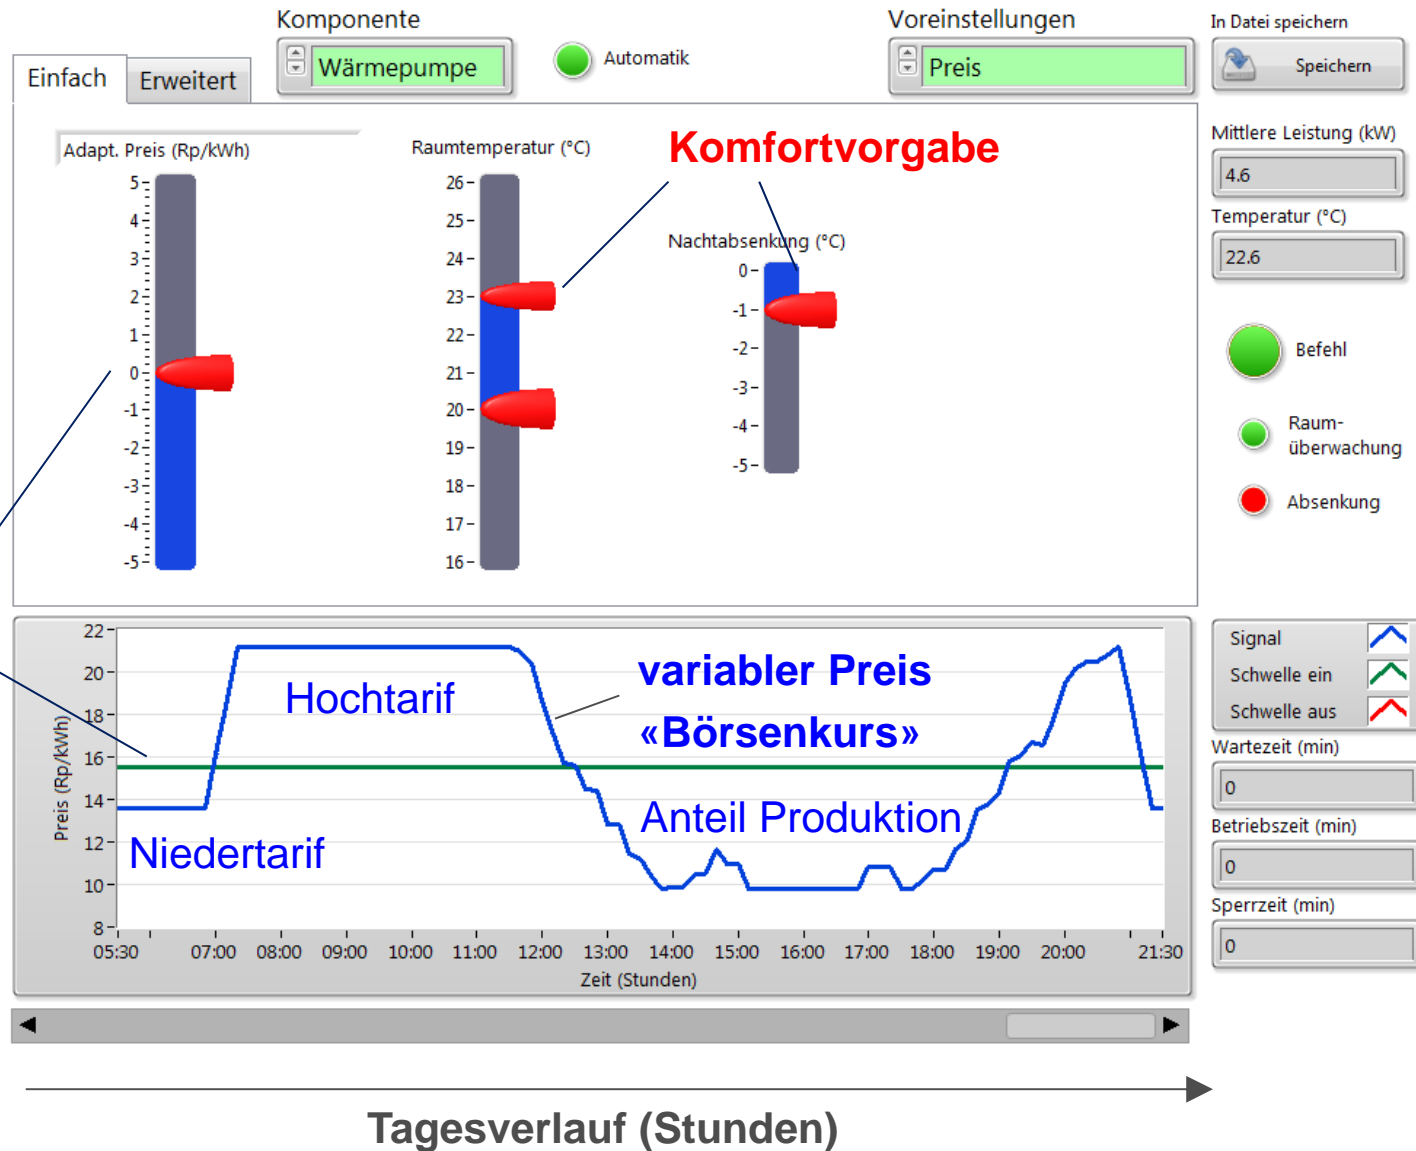 Komponente
Voreinstellungen
In Datei speichern
Einfach
Erweitert
Wärmepumpe
Automatik
Preis
Speichern
Adapt. Preis (Rp/kWh)
Raumtemperatur (°C)
Komfortvorgabe
Mittlere Leistung (kW)
4.6
Temperatur (°C)
22.6
5
4
3
2
1
0
-1
-2
-3
-4
-5
26
25
24
23
22
21
20
19
18
17
16
Nachtabsenkung (°C)
0
-1
-2
-3
-4
-5
Befehl
Raum-
überwachung
Absenkung
22
20
18
16
14
12
10
8
Preis (Rp/kWh)
Hochtarif
variabler Preis
«Börsenkurs»
Niedertarif
Anteil Produktion
05:30 07:00 08:00 09:00 10:00 11:00 12:00 13:00 14:00 15:00 16:00 17:00 18:00 19:00 20:00 21:30
Zeit (Stunden)
Signal
Schwelle ein
Schwelle aus
Wartezeit (min)
0
Betriebszeit (min)
0
Sperrzeit (min)
0
Tagesverlauf (Stunden)